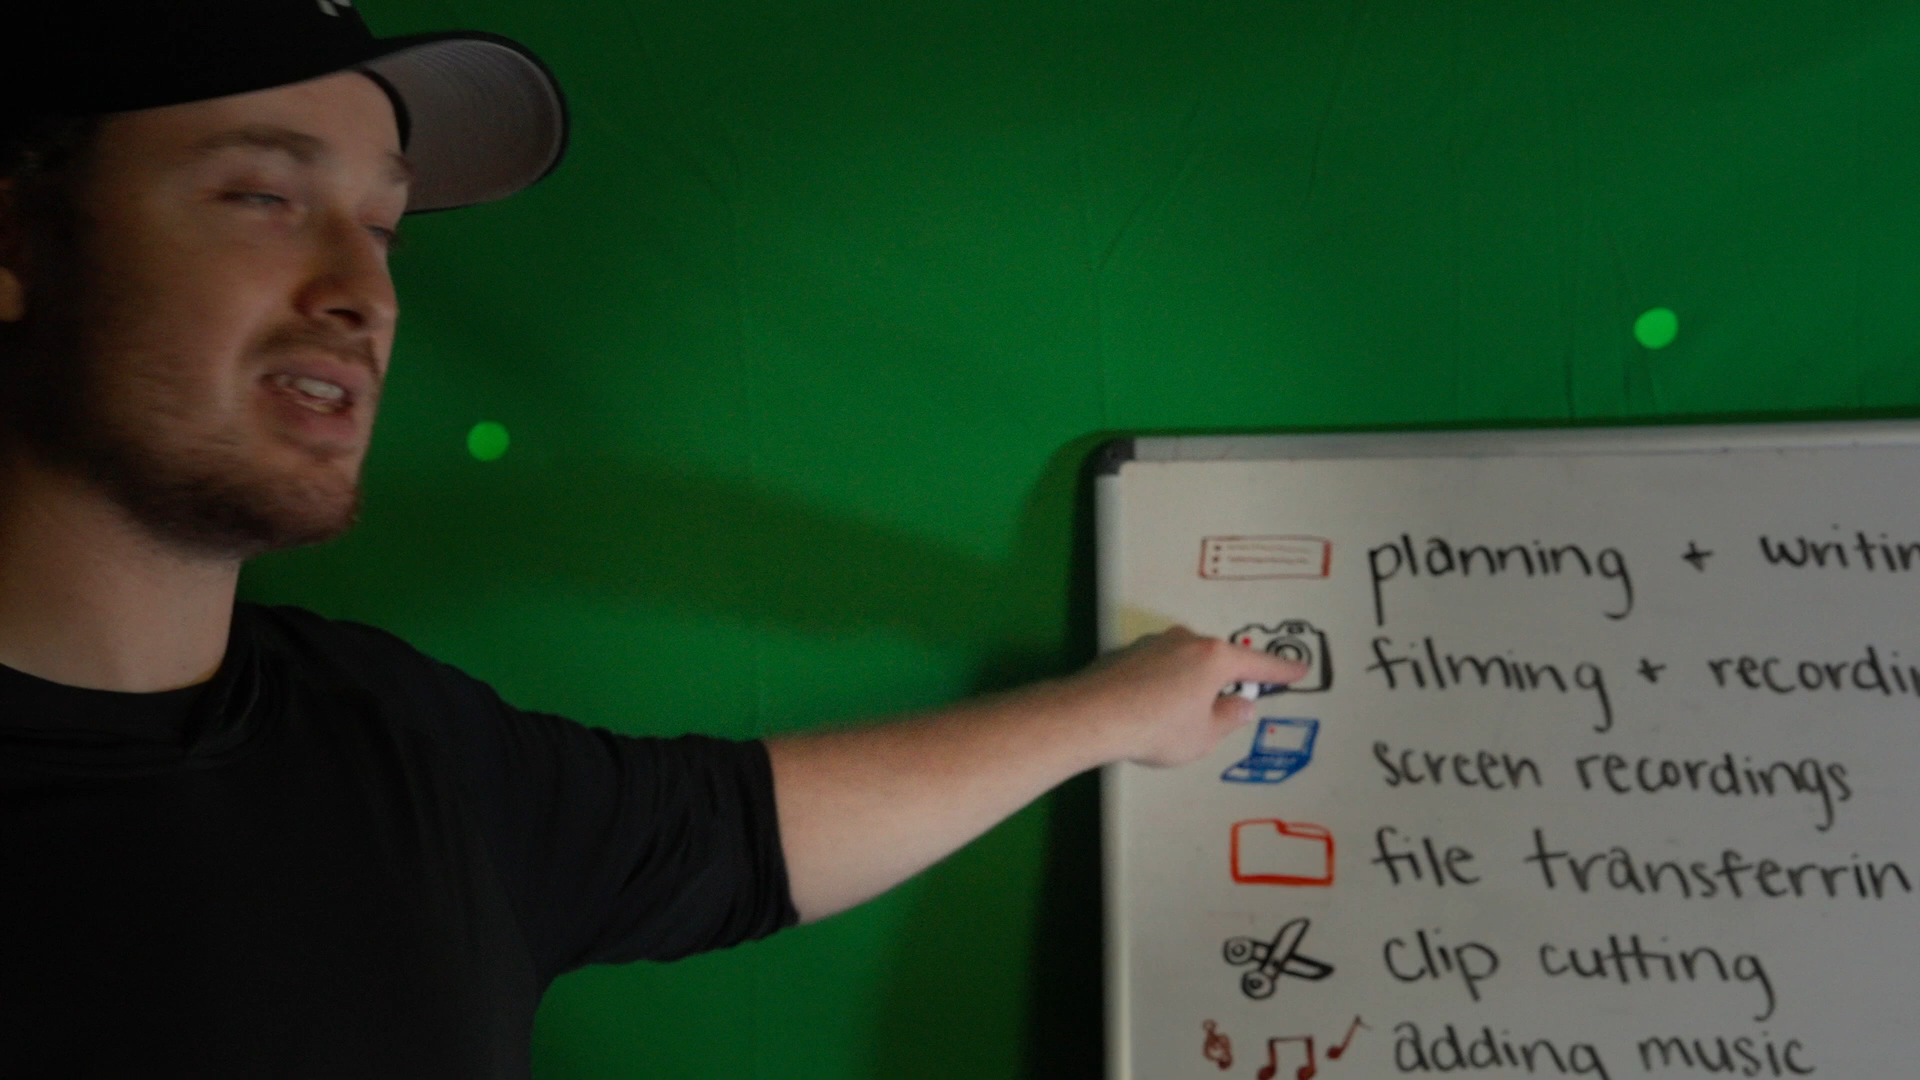 planning + writin
filming + recordin
screen recordings
file transferrin
clip cutting
adding music